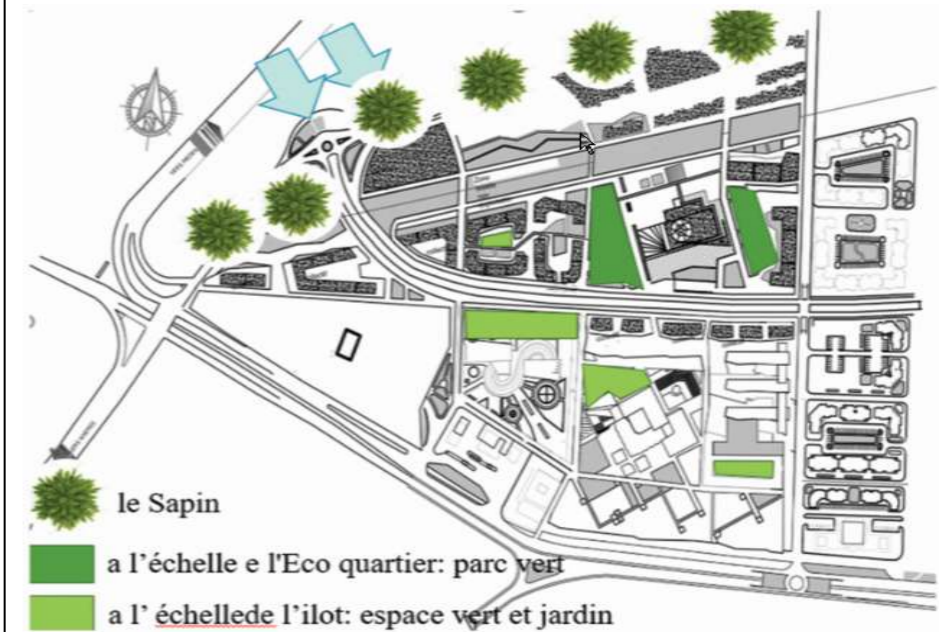 N
le Sapin
a l’échelle e l'Eco quartier: parc vert
a l’ échellede l’ilot: espace vert et jardin